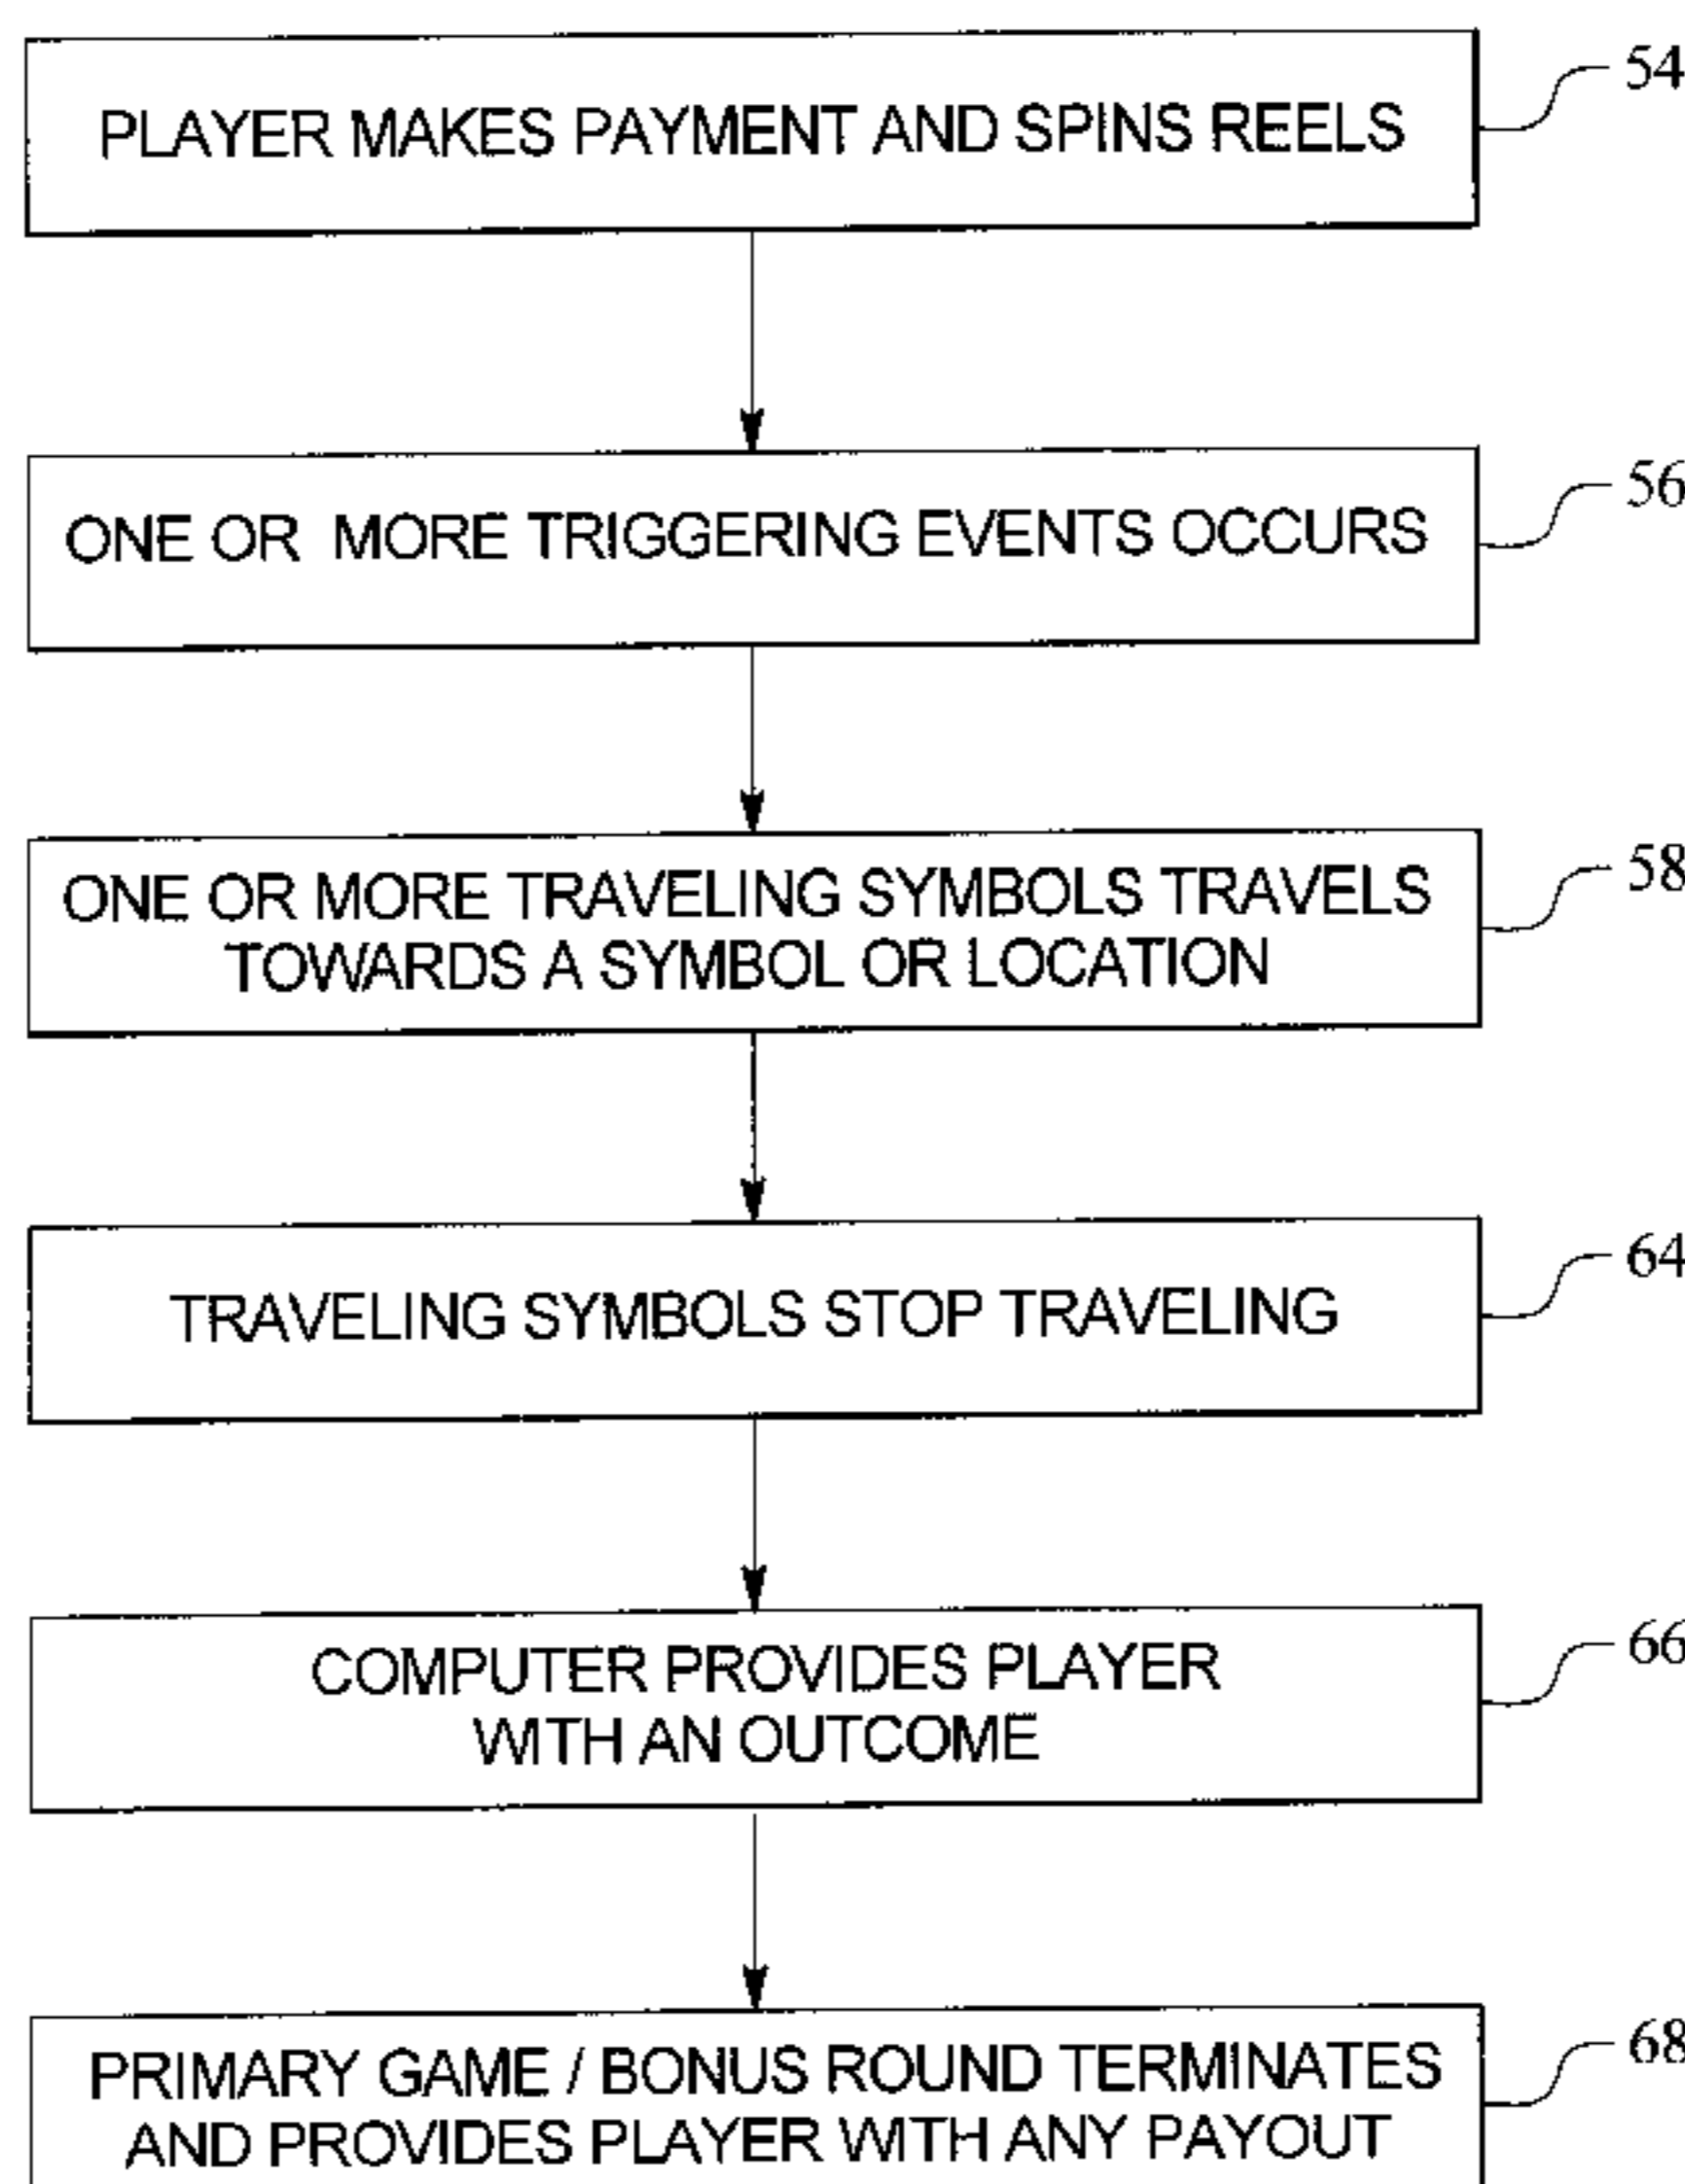 PLAYER MAKES PAYMENT AND SPINS REELS
54
ONE OR MORE TRIGGERING EVENTS OCCURS
56
ONE OR MORE TRAVELING SYMBOLS TRAVELS
TOWARDS A SYMBOL OR LOCATION
58
TRAVELING SYMBOLS STOP TRAVELING
64
COMPUTER PROVIDES PLAYER
WITH AN OUTCOME
66
PRIMARY GAME / BONUS ROUND TERMINATES
AND PROVIDES PLAYER WITH ANY PAYOUT
68